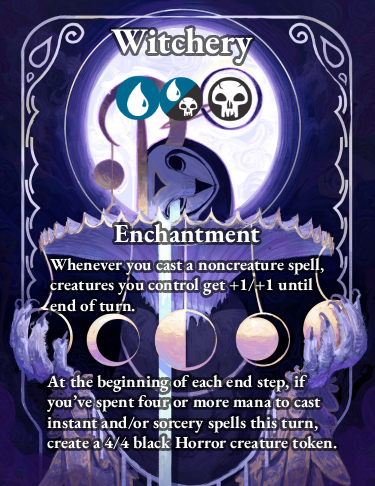 Witchery
Enchantment
Whenever you cast a noncreature spell,
creatures you control get +1/+1 until
end of turn.
At the beginning of each end step, if
you've spent four or more mana to cast
instant and/or sorcery spells this turn,
create a 4/4 black Horror creature token.